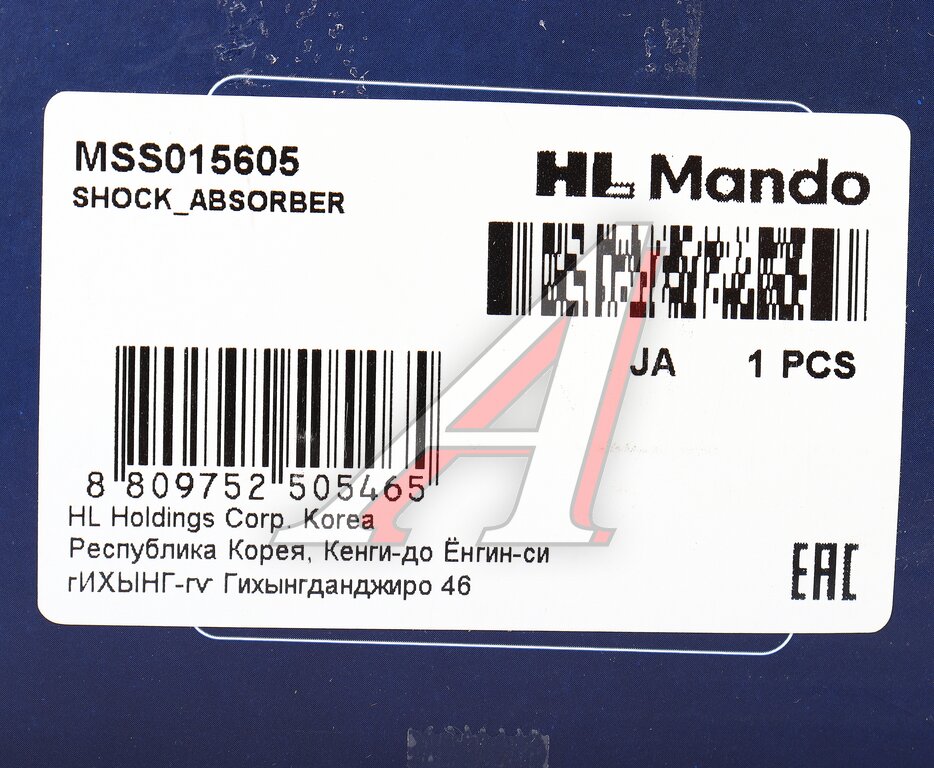 MSS015605
SHOCK_ABSORBER
HL Mando
JA 1 PCS
8 809752 505465
HL Holdings Corp. Korea
Республика Корея, Кенги-до Ёнгин-си
гИХЫНГ-гv Гихынгданджиро 46
EAC